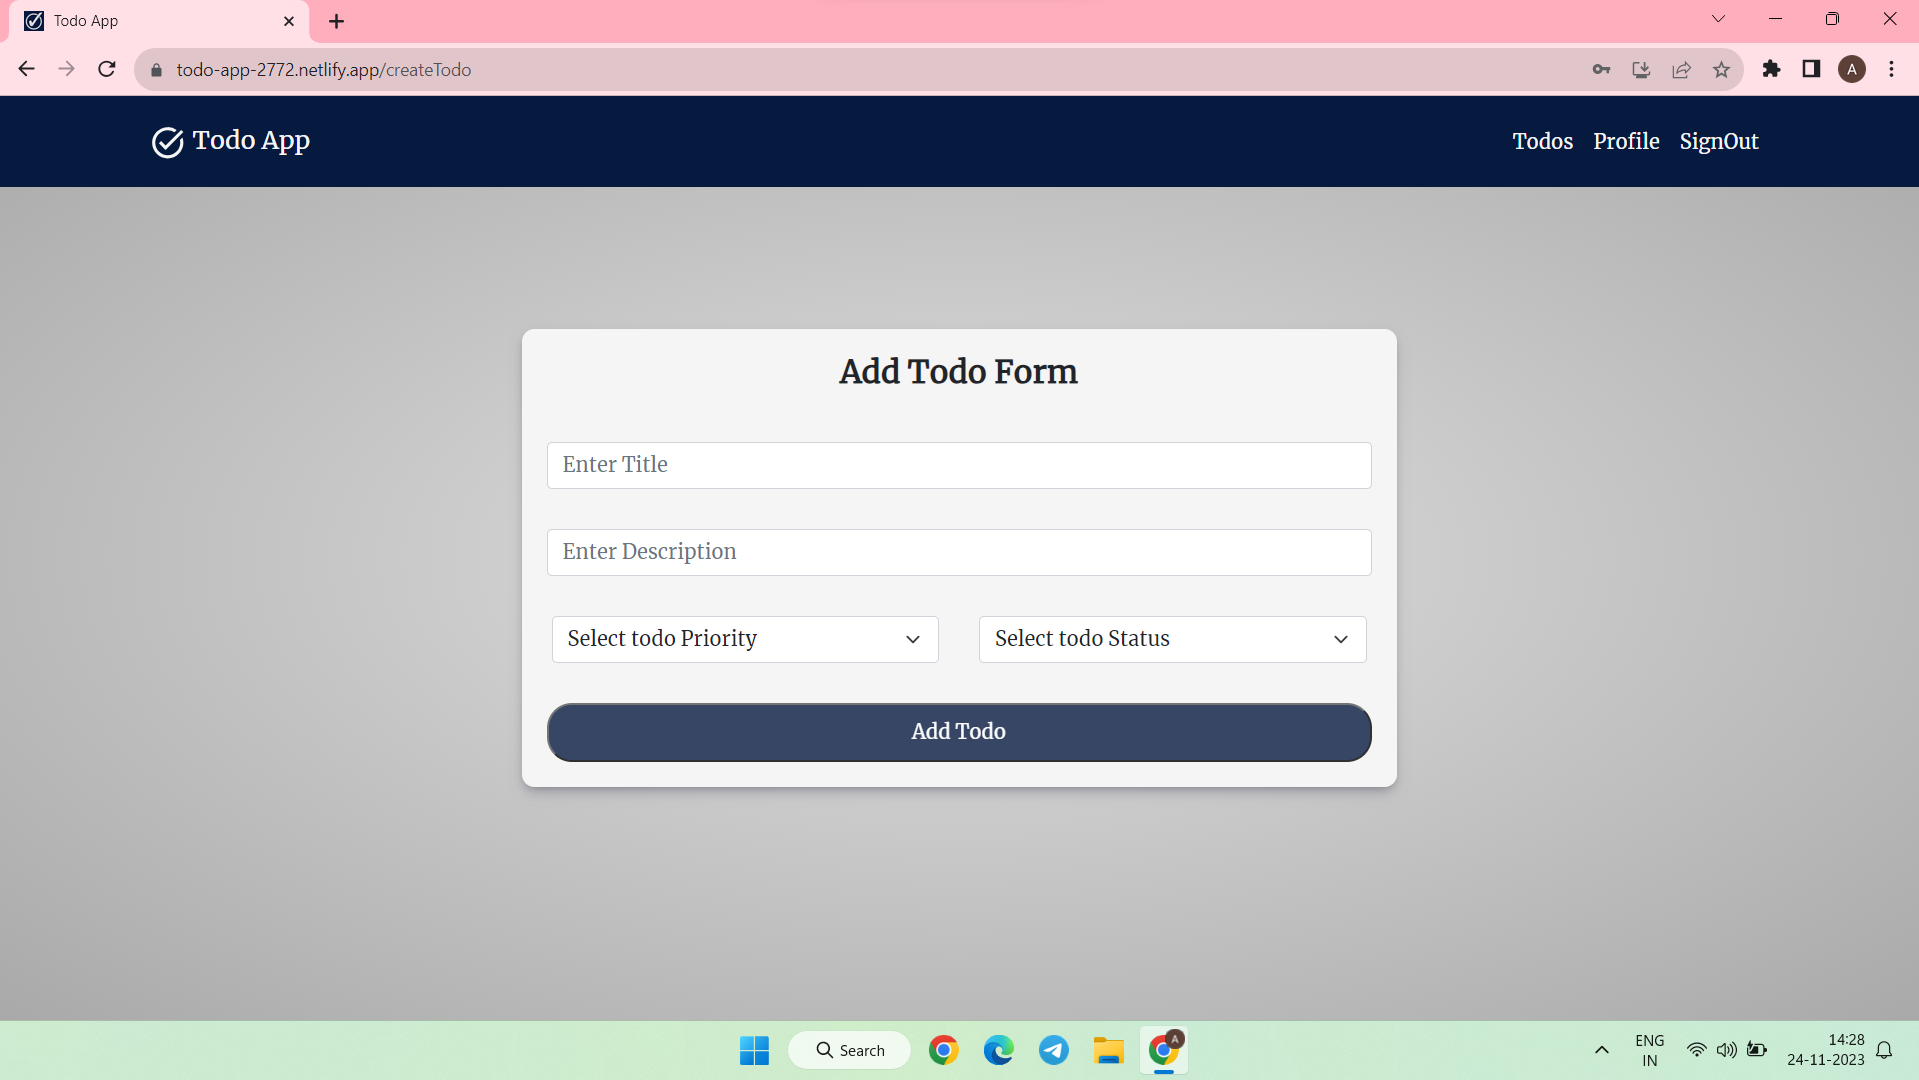 Todo App
todo-app-2772.netlify.app/createTodo
A
Todo App
Todos Profile SignOut
Add Todo Form
Enter Title
Enter Description
Select todo Priority
Select todo Status
Add Todo
Search
A
ENG
IN
14:28
24-11-2023